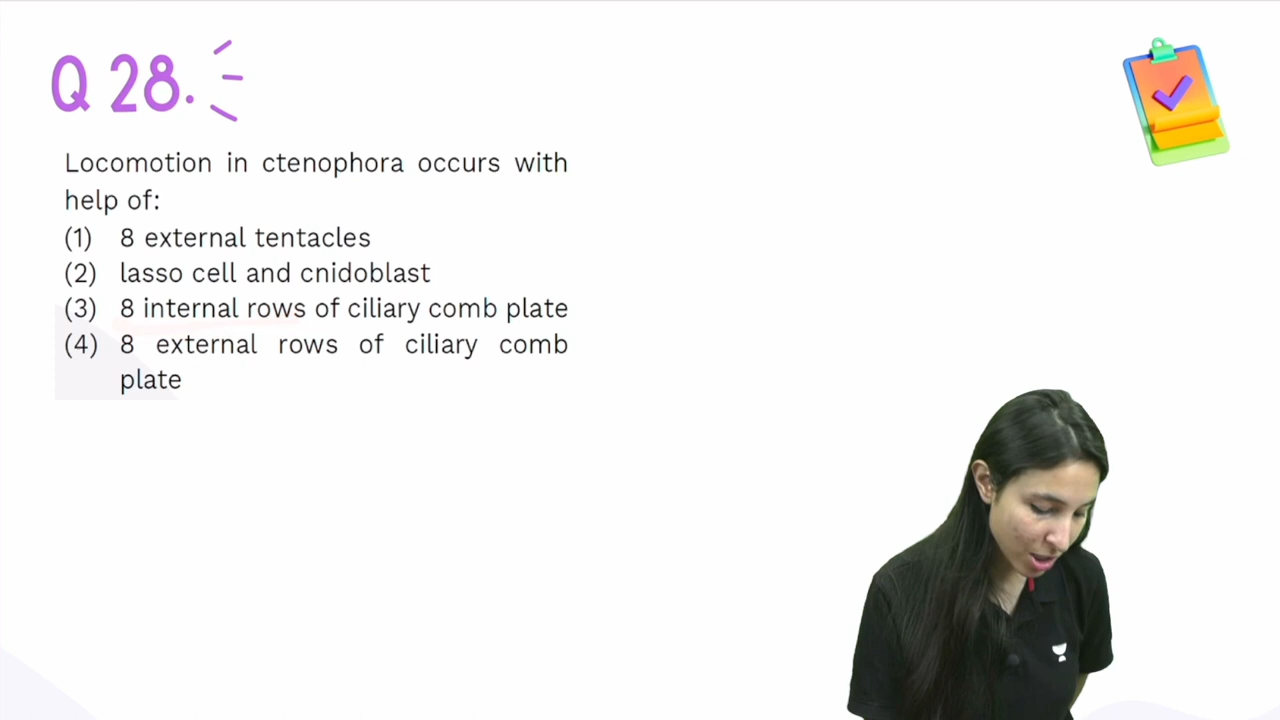 Q 28.
Locomotion in ctenophora occurs with
help of:
(1) 8 external tentacles
(2) lasso cell and cnidoblast
(3) 8 internal rows of ciliary comb plate
(4) 8 external rows of ciliary comb
plate